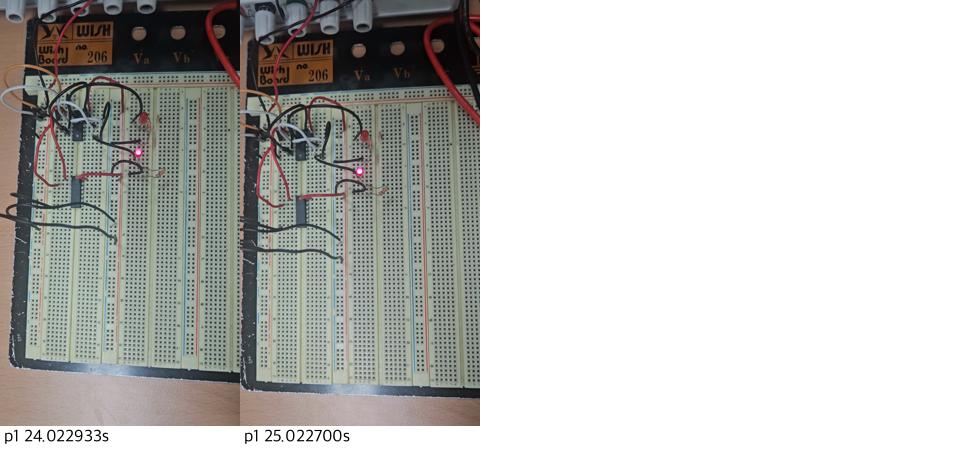 WISH
Wish
Board
no.
206
Va
Vb
WISH
Wish
Board
no.
206
Va
Vb
p1 24.022933s
p1 25.022700s